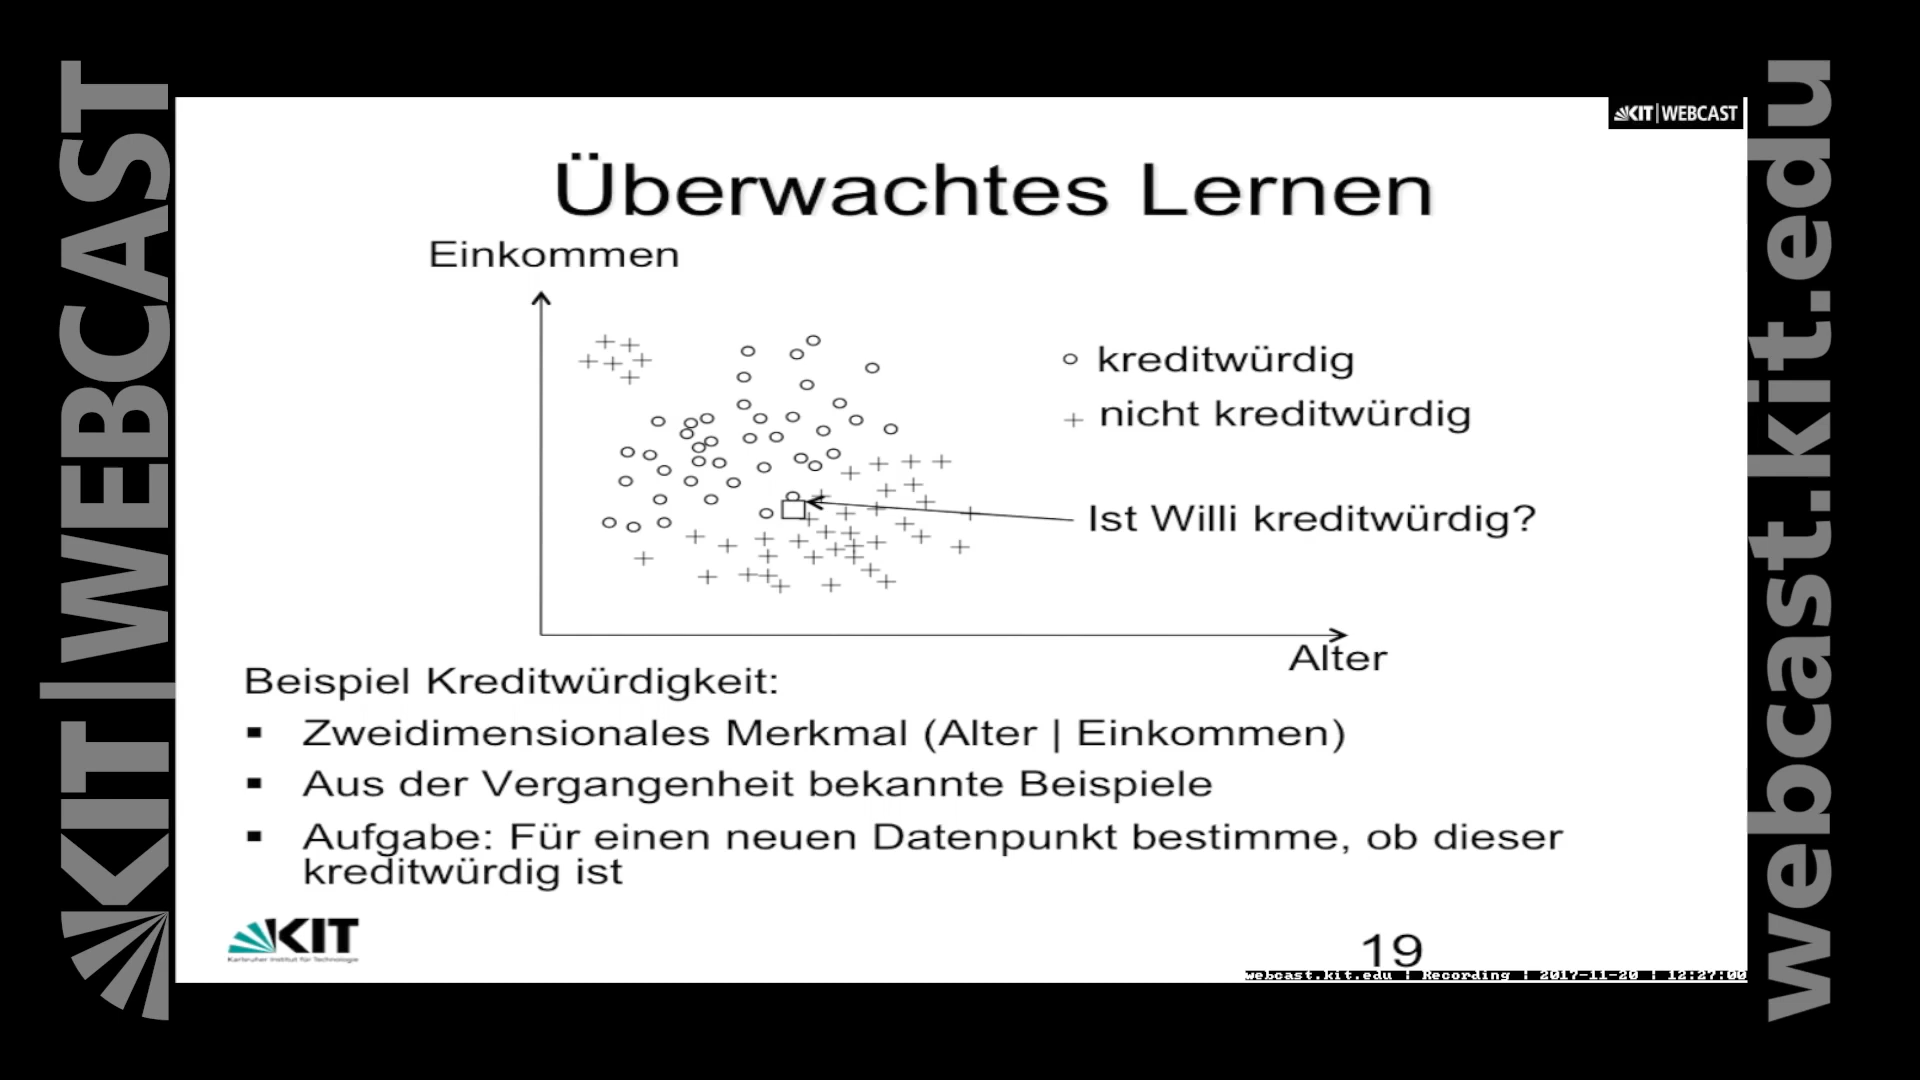 KIT|WEBCAST
KIT|WEBCAST
webcast.kit.edu
Überwachtes Lernen
Einkommen
kreditwürdig
nicht kreditwürdig
Ist Willi kreditwürdig?
Alter
Beispiel Kreditwürdigkeit:
▪ Zweidimensionales Merkmal (Alter | Einkommen)
▪ Aus der Vergangenheit bekannte Beispiele
▪ Aufgabe: Für einen neuen Datenpunkt bestimme, ob dieser
kreditwürdig ist
KIT
Karlsruher Institut für Technologie
19
webcast.kit.edu | Recording | 2017-11-20 | 12:27:00